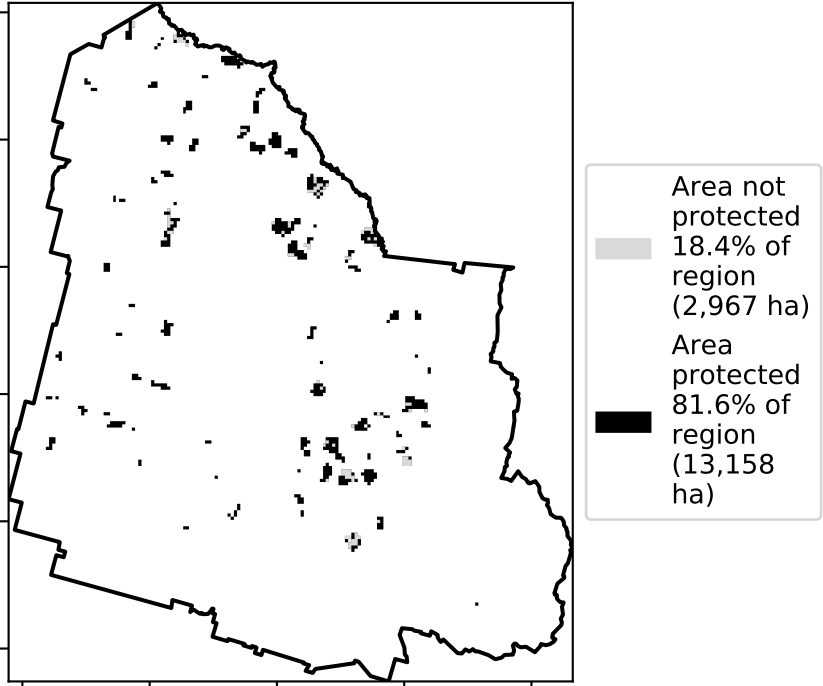 Area not
protected
18.4% of
region
(2,967 ha)
Area
protected
81.6% of
region
(13,158
ha)